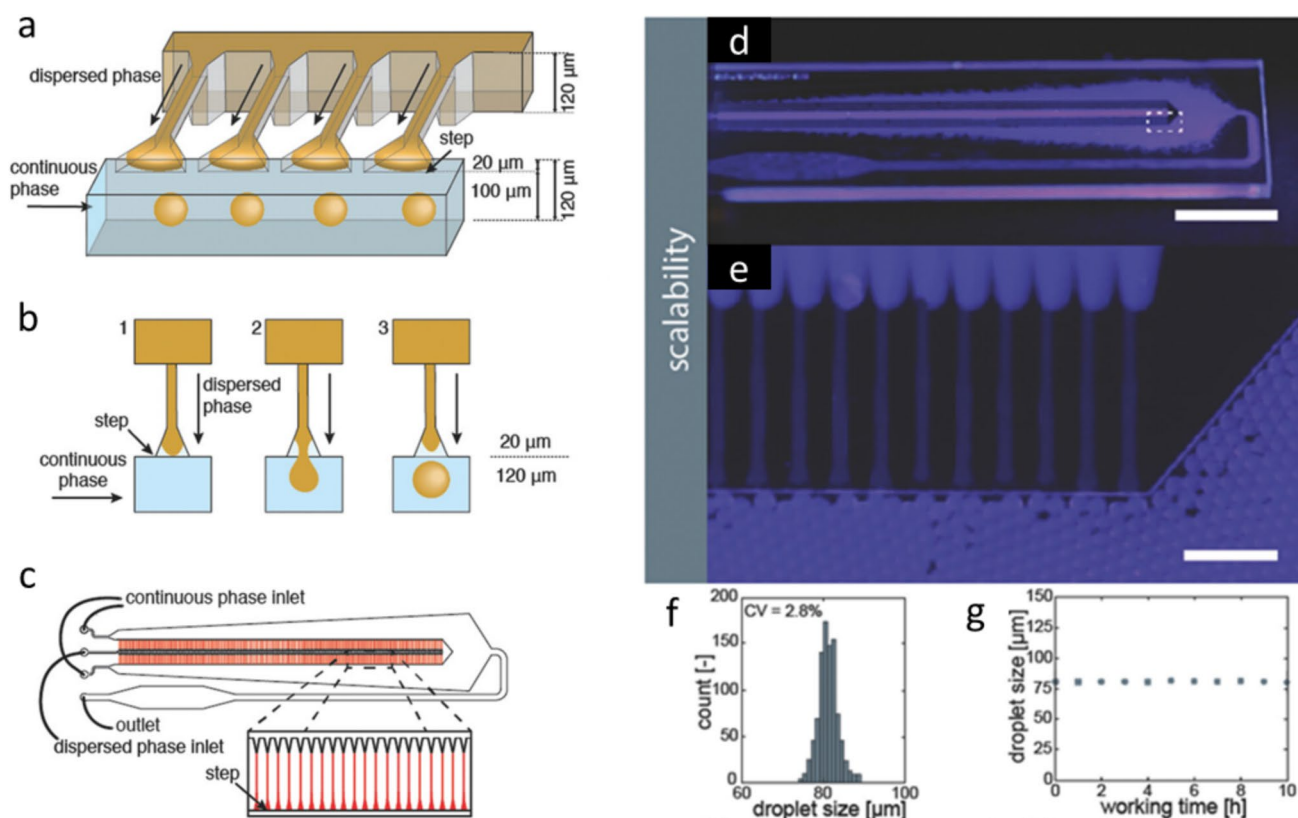 a
dispersed phase
120 µm
step
continuous
phase
20 µm
100 µm
120 µm
b
1
2
3
dispersed
phase
step
continuous
phase
20 µm
120 µm
c
continuous phase inlet
outlet
dispersed phase inlet
step
scalability
d
e
f
CV = 2.8%
200
150
100
50
0
count [-]
60
80
100
droplet size [µm]
g
150
125
100
75
50
25
0
droplet size [µm]
0
2
4
6
8
10
working time [h]